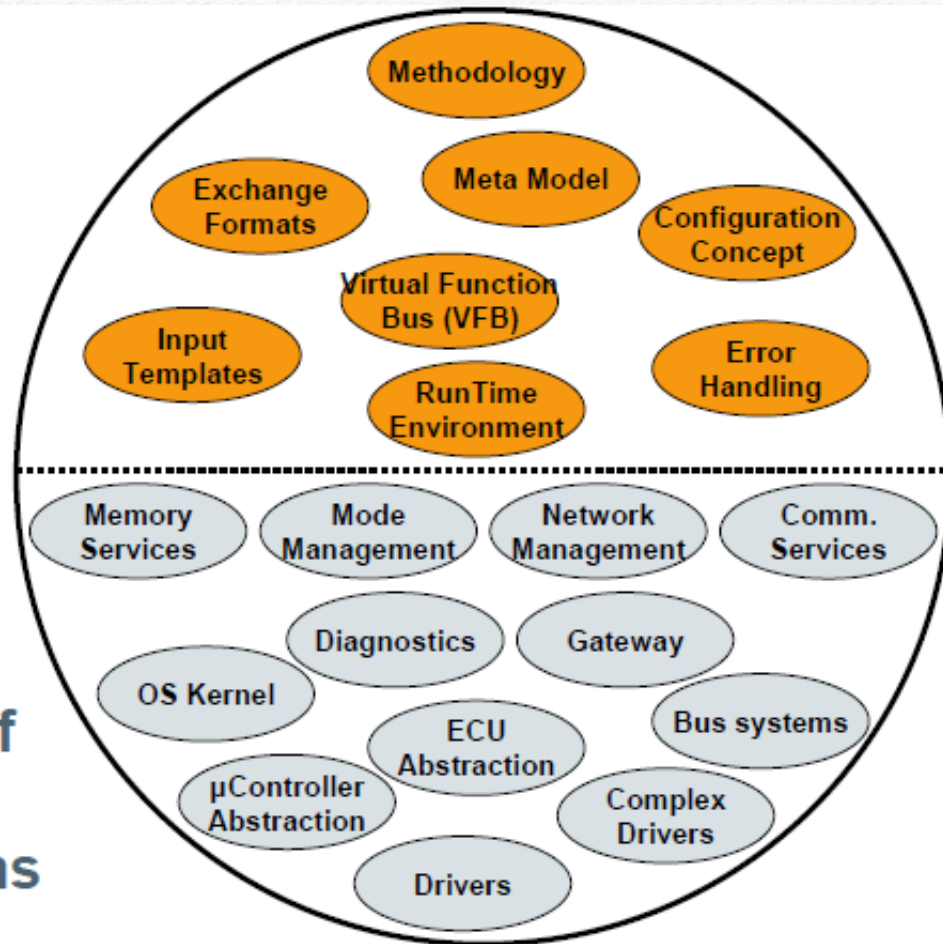 Methodology
Meta Model
Exchange
Formats
Configuration
Concept
Virtual Function
Bus (VFB)
Input
Templates
Error
Handling
RunTime
Environment
Memory
Services
Mode
Management
Network
Management
Comm.
Services
Diagnostics
Gateway
OS Kernel
Bus systems
ECU
Abstraction
µController
Abstraction
Complex
Drivers
Drivers